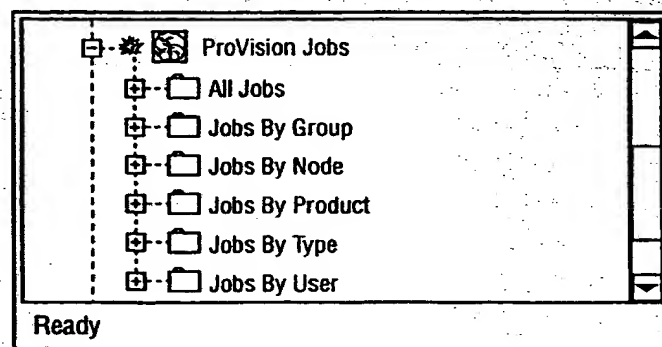 ProVision Jobs
All Jobs
Jobs By Group
Jobs By Node
Jobs By Product
Jobs By Type
Jobs By User
Ready